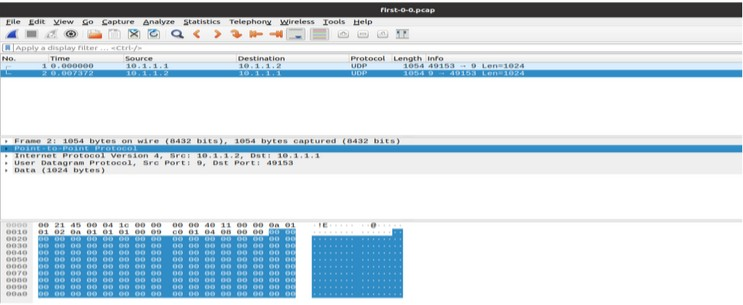 first-0-0.pcap
File Edit View Go Capture Analyze Statistics Telephony Wireless Tools Help
Apply a display filter ... <Ctrl-/>
No. Time Source Destination Protocol Length Info
1 0.000000 10.1.1.1 10.1.1.2 UDP 1054 49153 → 9 Len=1024
2 0.007372 10.1.1.2 10.1.1.1 UDP 1054 9 → 49153 Len=1024
Frame 2: 1054 bytes on wire (8432 bits), 1054 bytes captured (8432 bits)
Point-to-Point Protocol
Internet Protocol Version 4, Src: 10.1.1.2, Dst: 10.1.1.1
User Datagram Protocol, Src Port: 9, Dst Port: 49153
Data (1024 bytes)
0000 00 21 45 00 04 1c 00 00 00 00 40 11 00 00 0a 01 ·!E····· ··@·····
0010 01 02 0a 01 01 01 00 09 c0 01 04 08 00 00 00 00 ········ ········
0020 00 00 00 00 00 00 00 00 00 00 00 00 00 00 00 00 ········ ········
0030 00 00 00 00 00 00 00 00 00 00 00 00 00 00 00 00 ········ ········
0040 00 00 00 00 00 00 00 00 00 00 00 00 00 00 00 00 ········ ········
0050 00 00 00 00 00 00 00 00 00 00 00 00 00 00 00 00 ········ ········
0060 00 00 00 00 00 00 00 00 00 00 00 00 00 00 00 00 ········ ········
0070 00 00 00 00 00 00 00 00 00 00 00 00 00 00 00 00 ········ ········
0080 00 00 00 00 00 00 00 00 00 00 00 00 00 00 00 00 ········ ········
0090 00 00 00 00 00 00 00 00 00 00 00 00 00 00 00 00 ········ ········
00a0 00 00 00 00 00 00 00 00 00 00 00 00 00 00 00 00 ········ ········